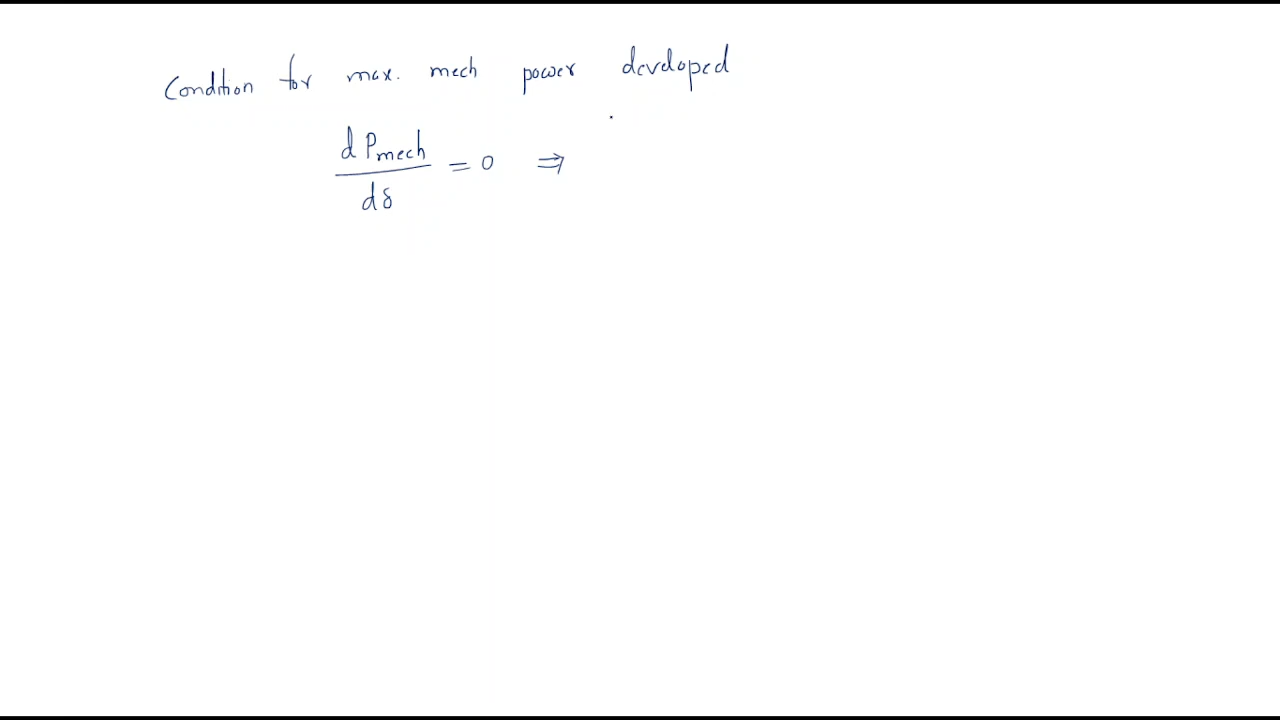 Condition for max. mech power developed
dPmech/dδ = 0 ⇒